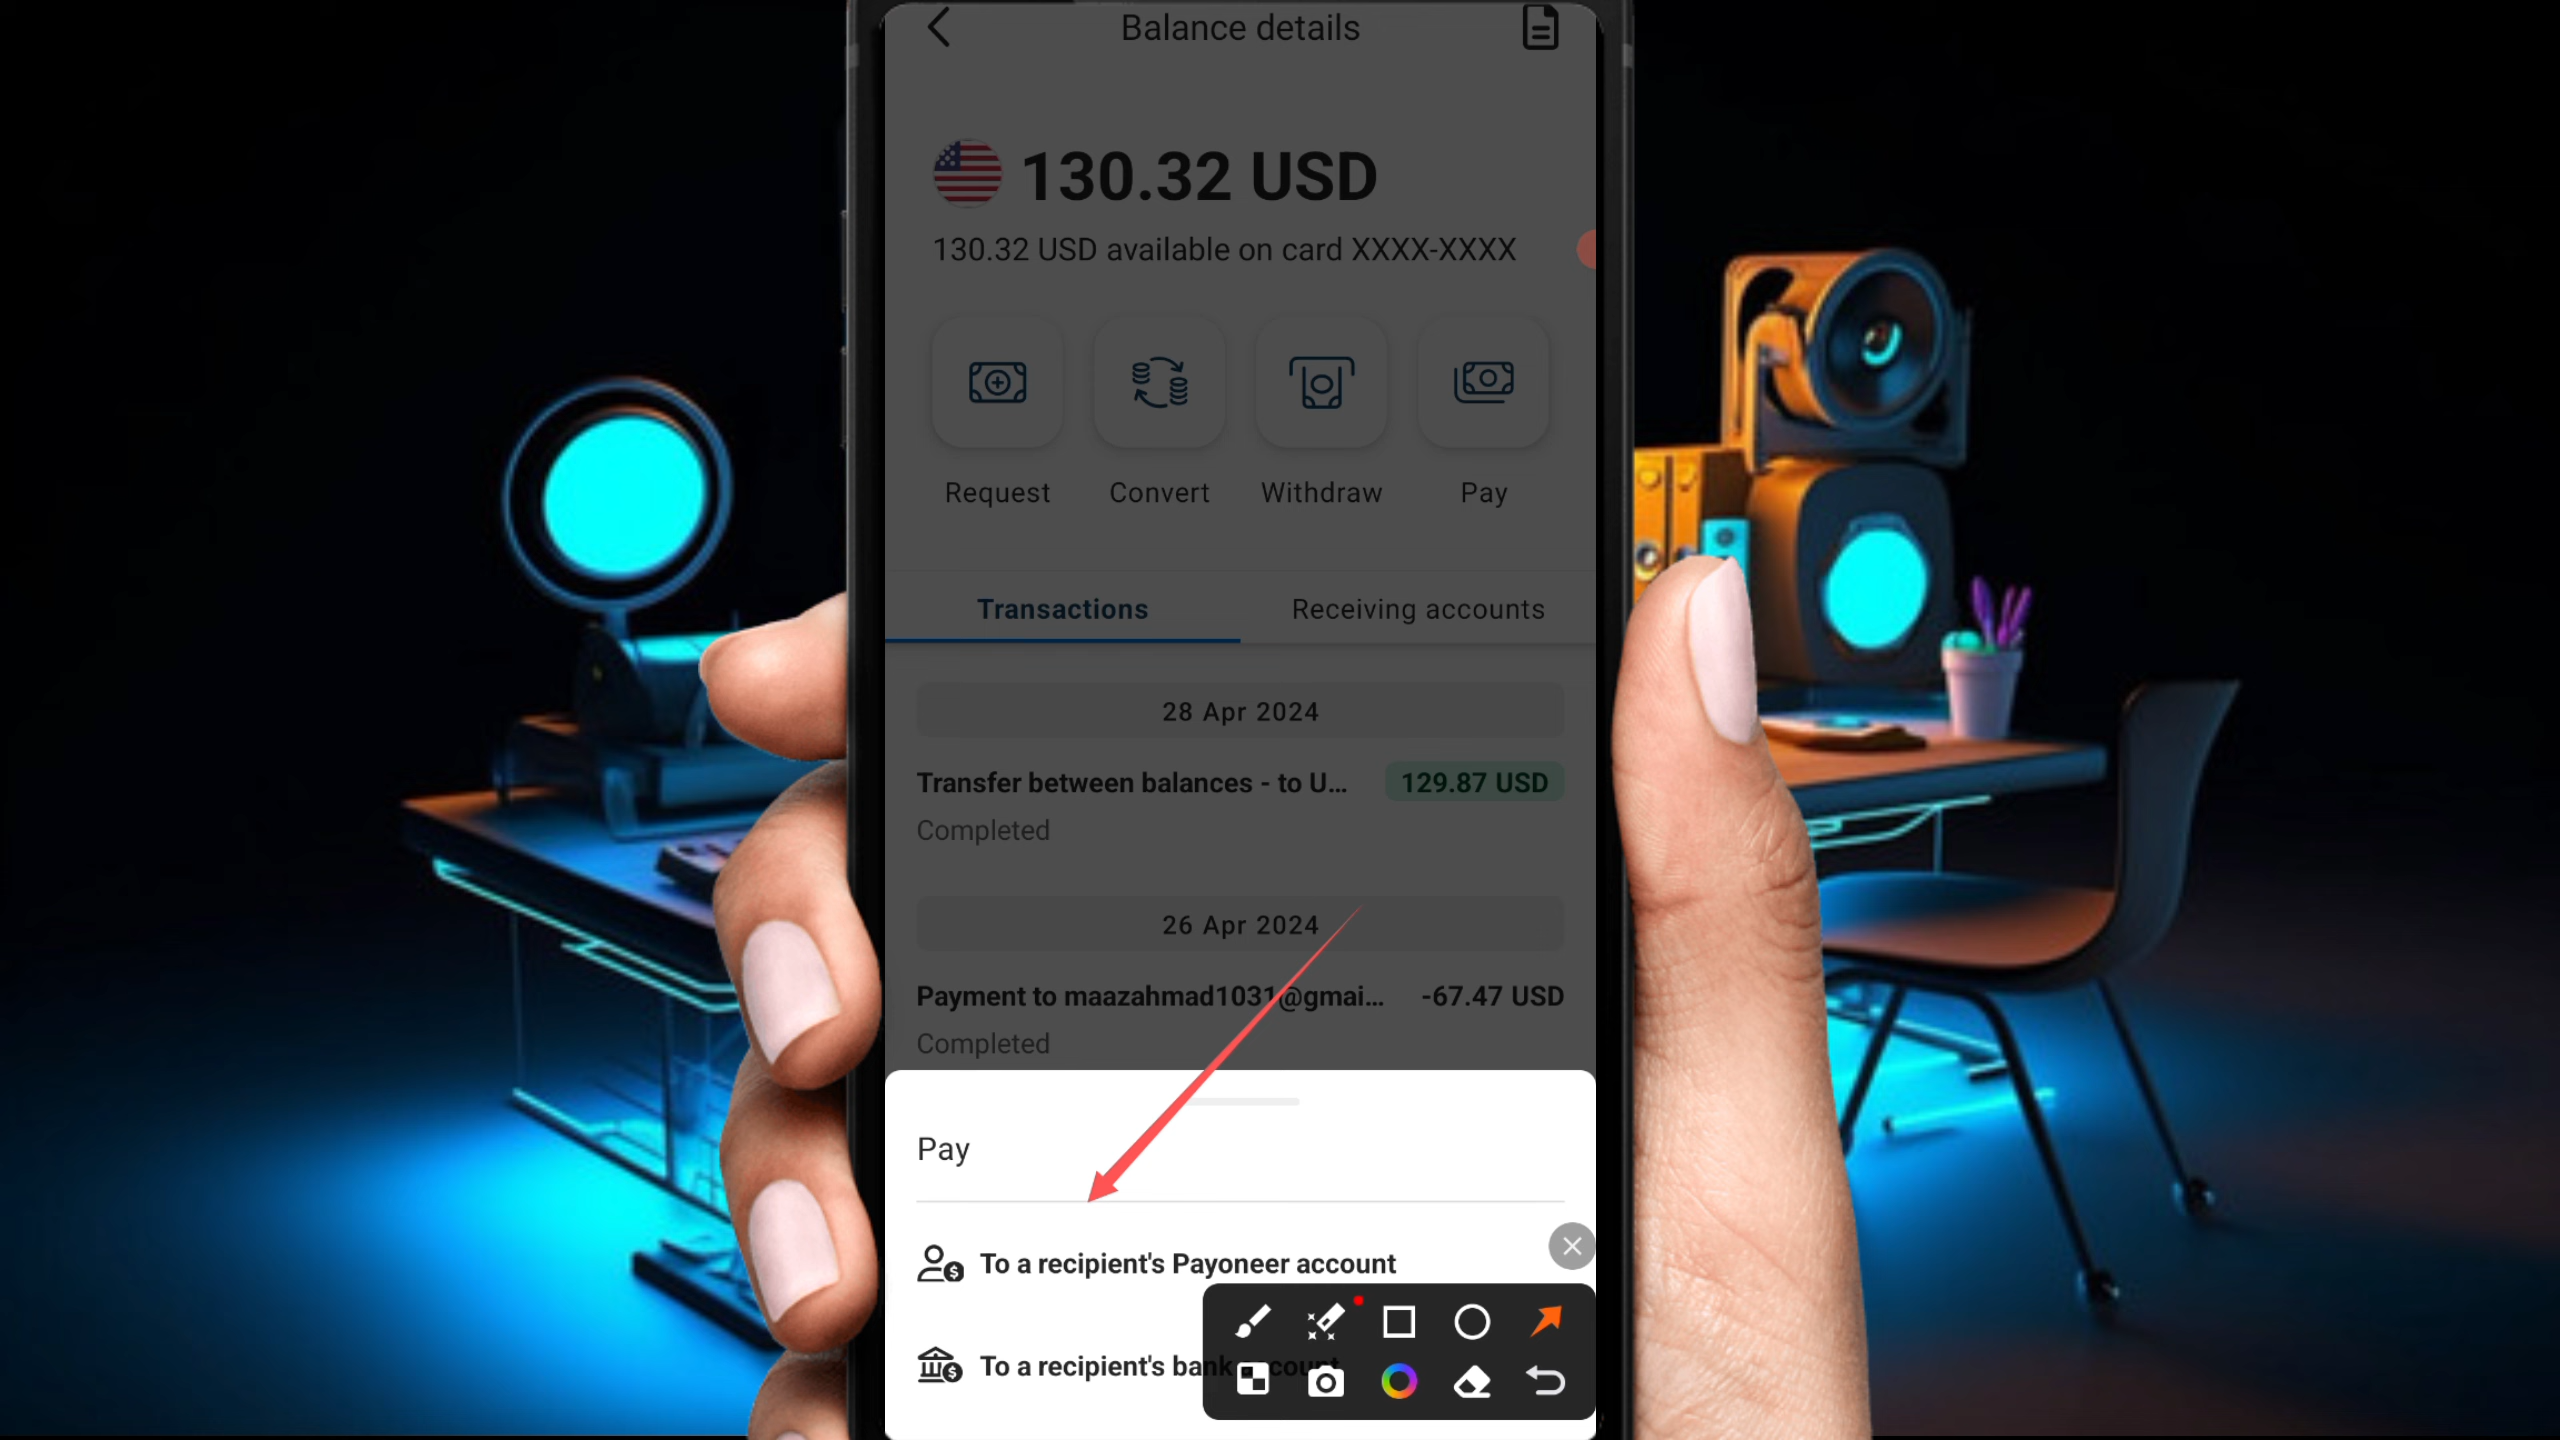 Balance details
130.32 USD
130.32 USD available on card XXXX-XXXX
Request Convert Withdraw Pay
Transactions Receiving accounts
28 Apr 2024
Transfer between balances - to U... 129.87 USD
Completed
26 Apr 2024
Payment to maazahmad1031@gmai... -67.47 USD
Completed
Pay
To a recipient's Payoneer account
To a recipient's bank account